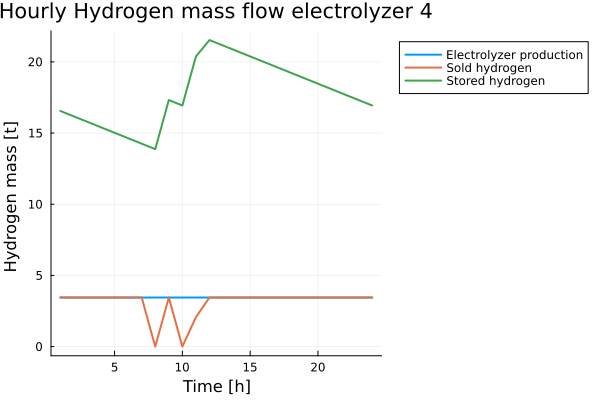 Hourly Hydrogen mass flow electrolyzer 4
Electrolyzer production
Sold hydrogen
Stored hydrogen
Hydrogen mass [t]
20
15
10
5
0
5 10 15 20
Time [h]